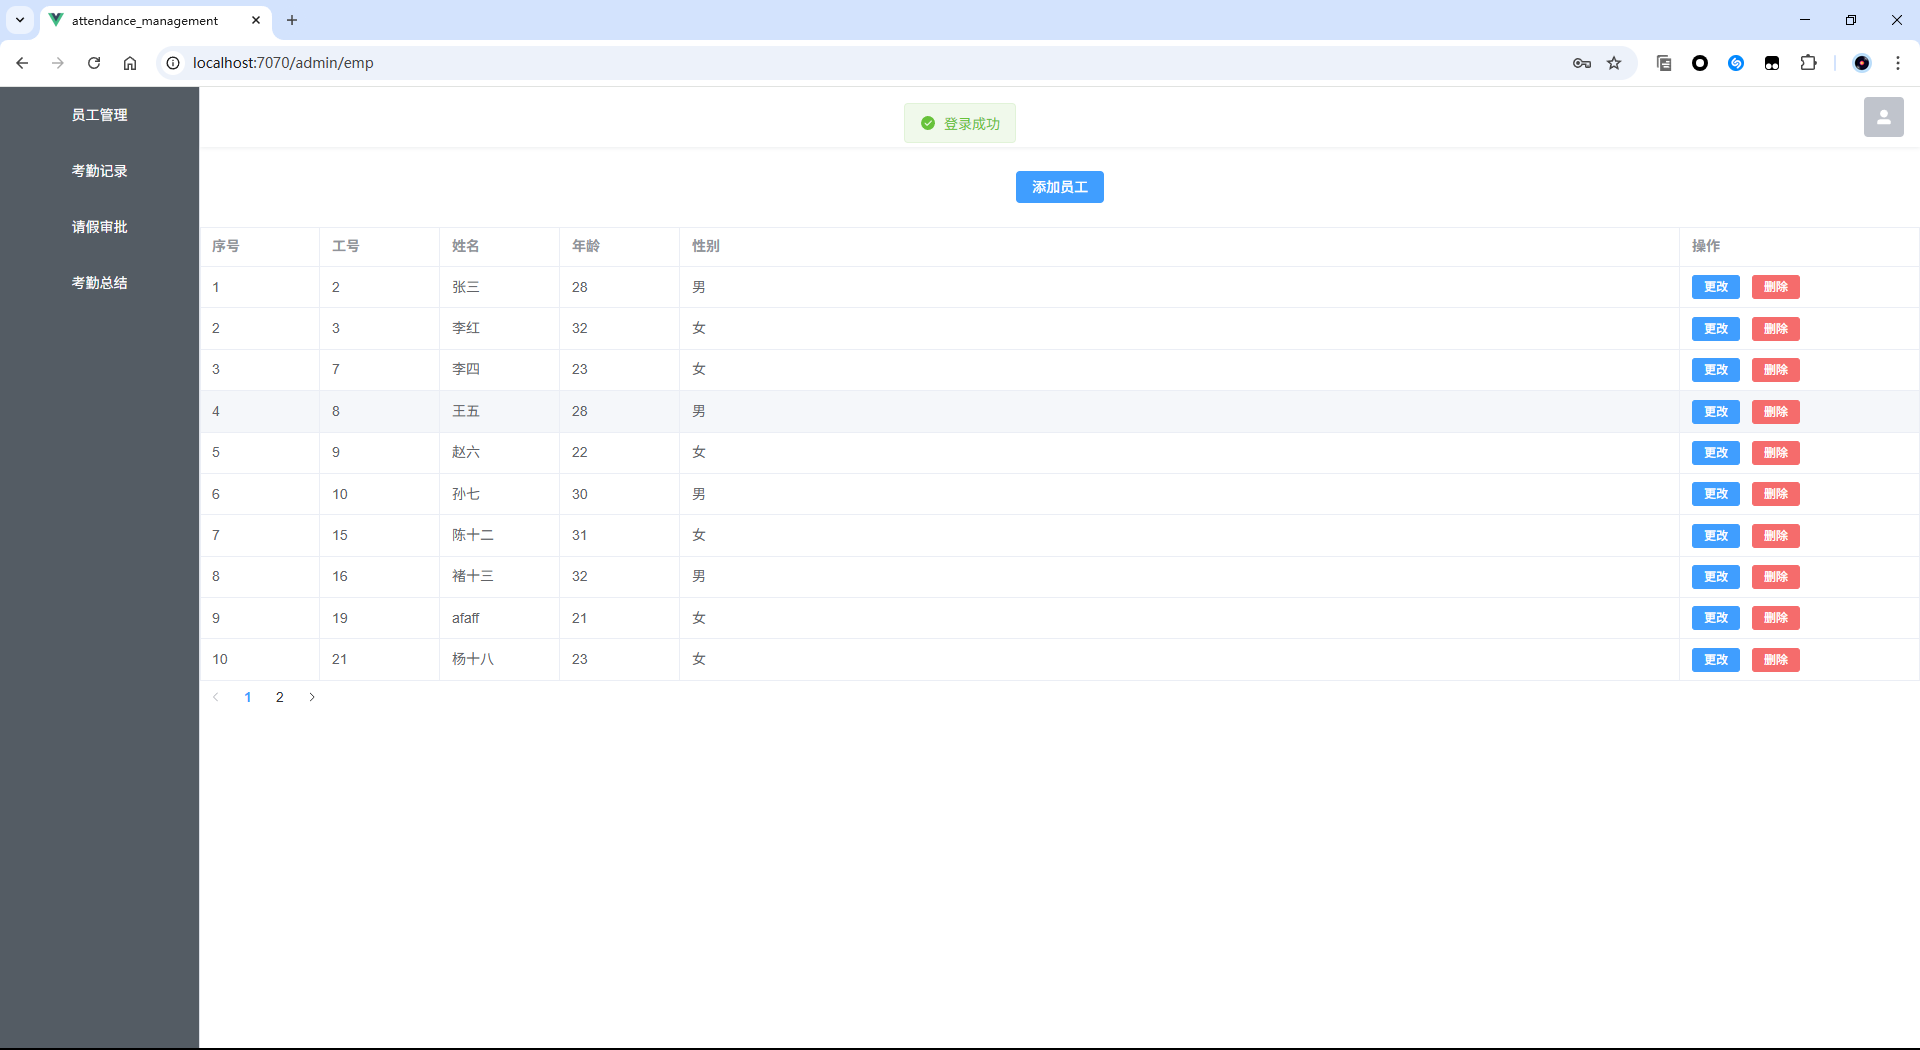 attendance_management
localhost:7070/admin/emp
员工管理
考勤记录
请假审批
考勤总结
登录成功
添加员工
序号 工号 姓名 年龄 性别 操作
1 2 张三 28 男 更改 删除
2 3 李红 32 女 更改 删除
3 7 李四 23 女 更改 删除
4 8 王五 28 男 更改 删除
5 9 赵六 22 女 更改 删除
6 10 孙七 30 男 更改 删除
7 15 陈十二 31 女 更改 删除
8 16 褚十三 32 男 更改 删除
9 19 afaff 21 女 更改 删除
10 21 杨十八 23 女 更改 删除
1 2